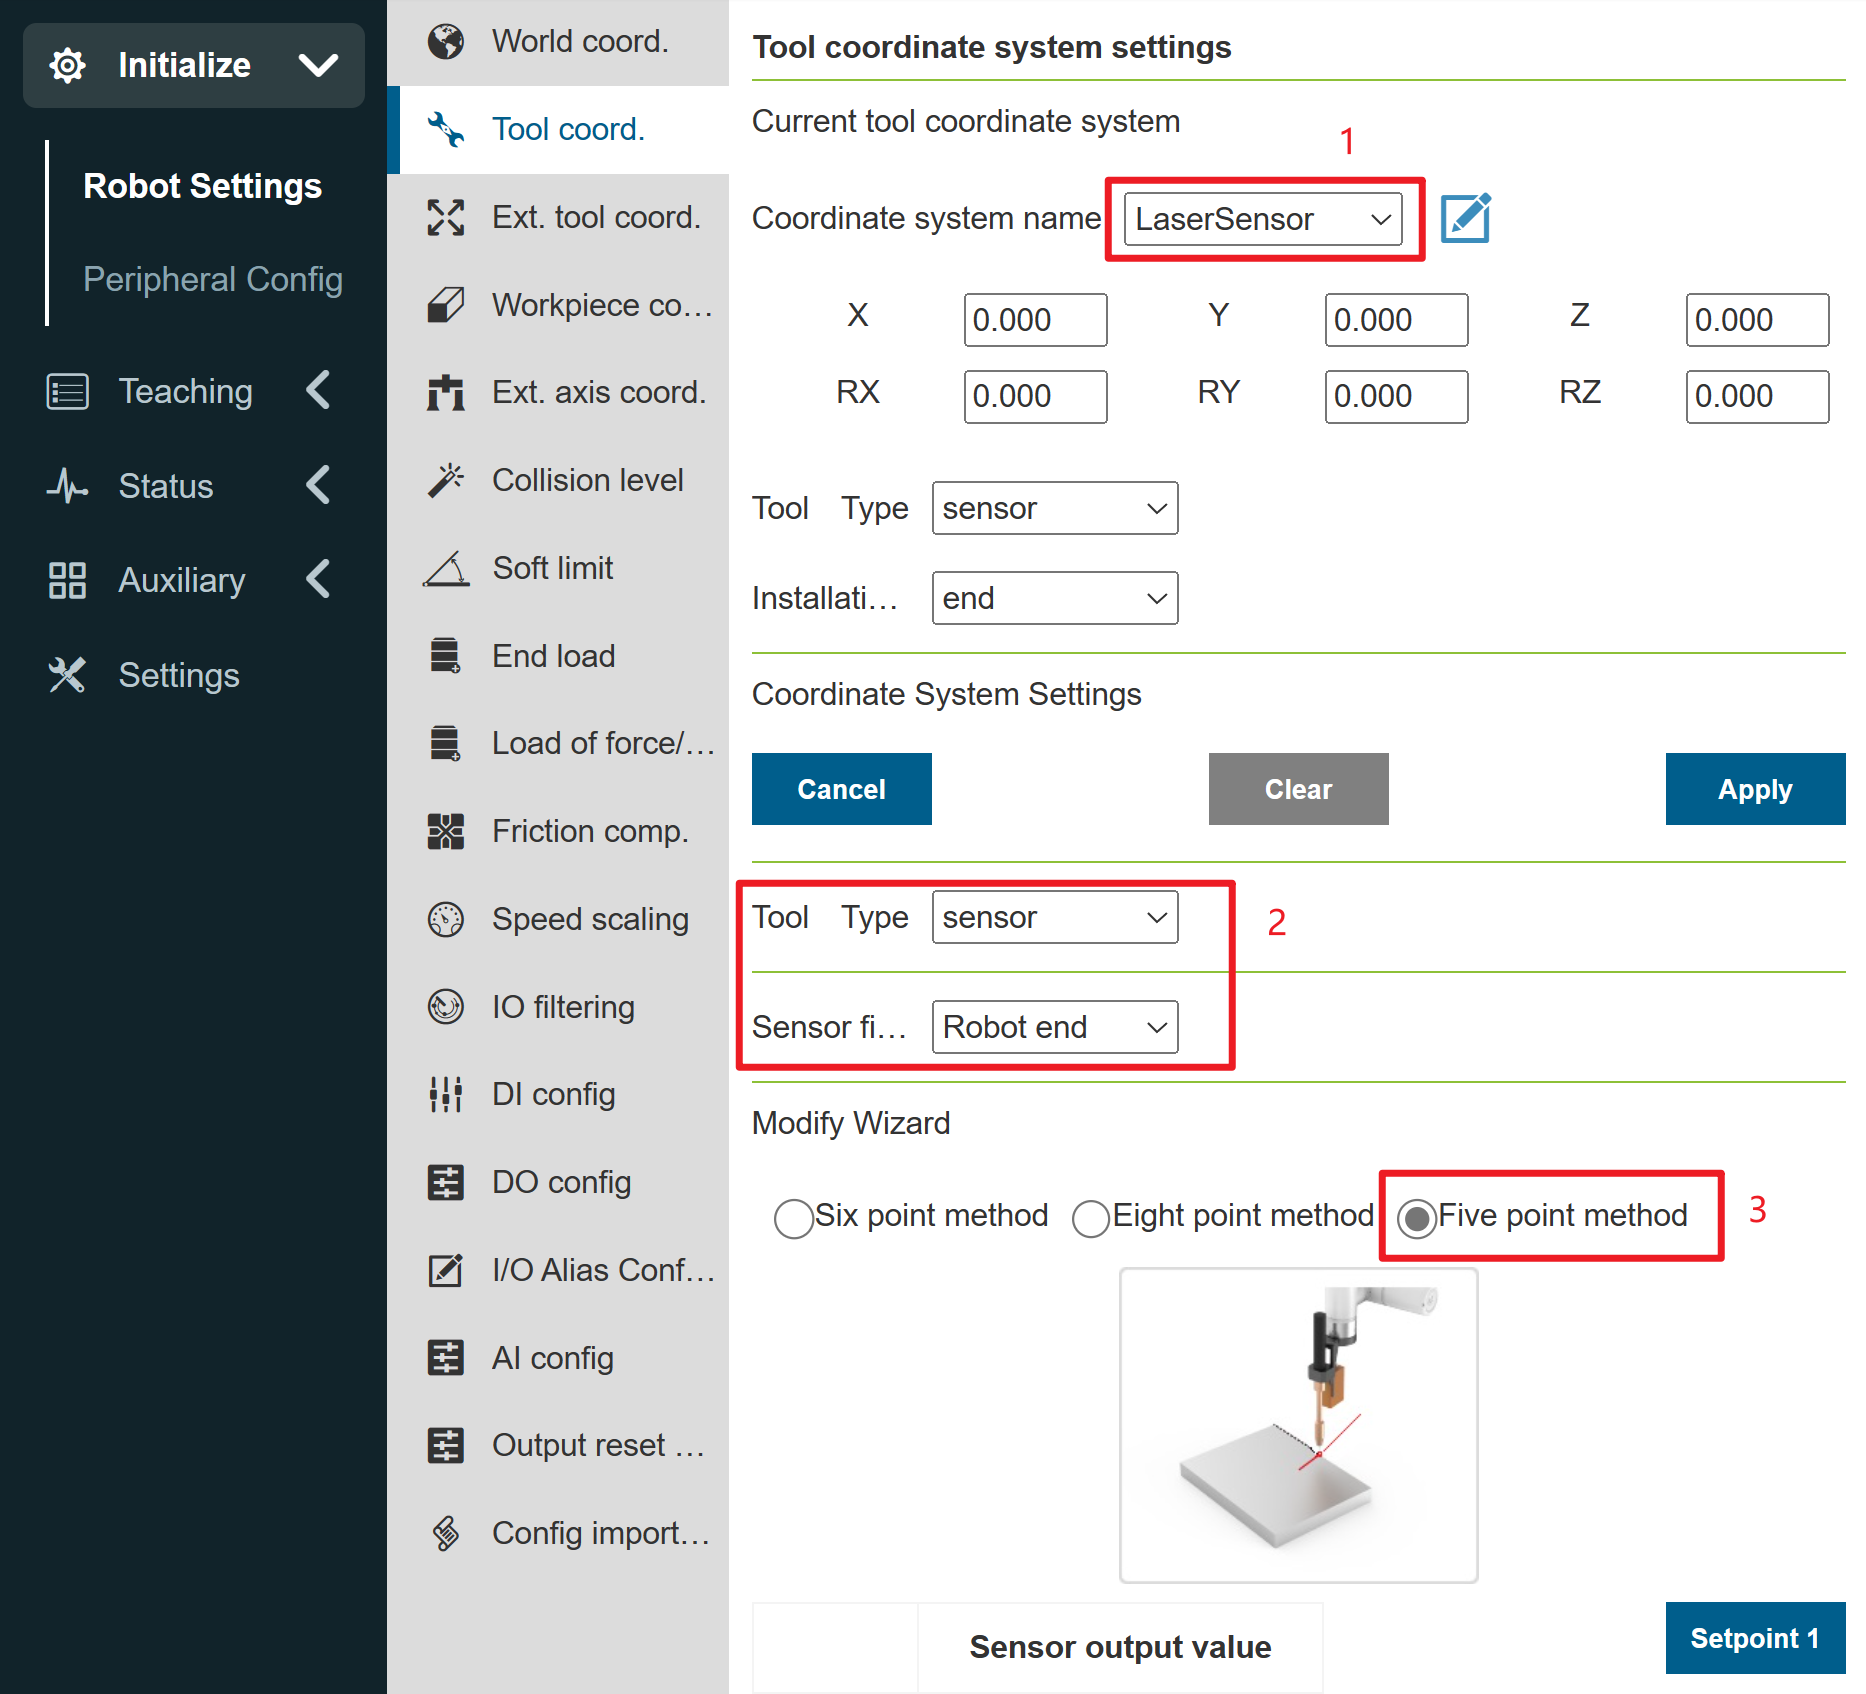 Initialize
Robot Settings
Peripheral Config
Teaching
Status
Auxiliary
Settings
World coord.
Tool coord.
Ext. tool coord.
Workpiece co…
Ext. axis coord.
Collision level
Soft limit
End load
Load of force/…
Friction comp.
Speed scaling
IO filtering
DI config
DO config
I/O Alias Conf…
AI config
Output reset …
Config import…
Tool coordinate system settings
Current tool coordinate system
1
Coordinate system name LaserSensor
X 0.000 Y 0.000 Z 0.000
RX 0.000 RY 0.000 RZ 0.000
Tool Type sensor
Installati… end
Coordinate System Settings
Cancel Clear Apply
Tool Type sensor 2
Sensor fi… Robot end
Modify Wizard
Six point method Eight point method Five point method 3
Sensor output value Setpoint 1